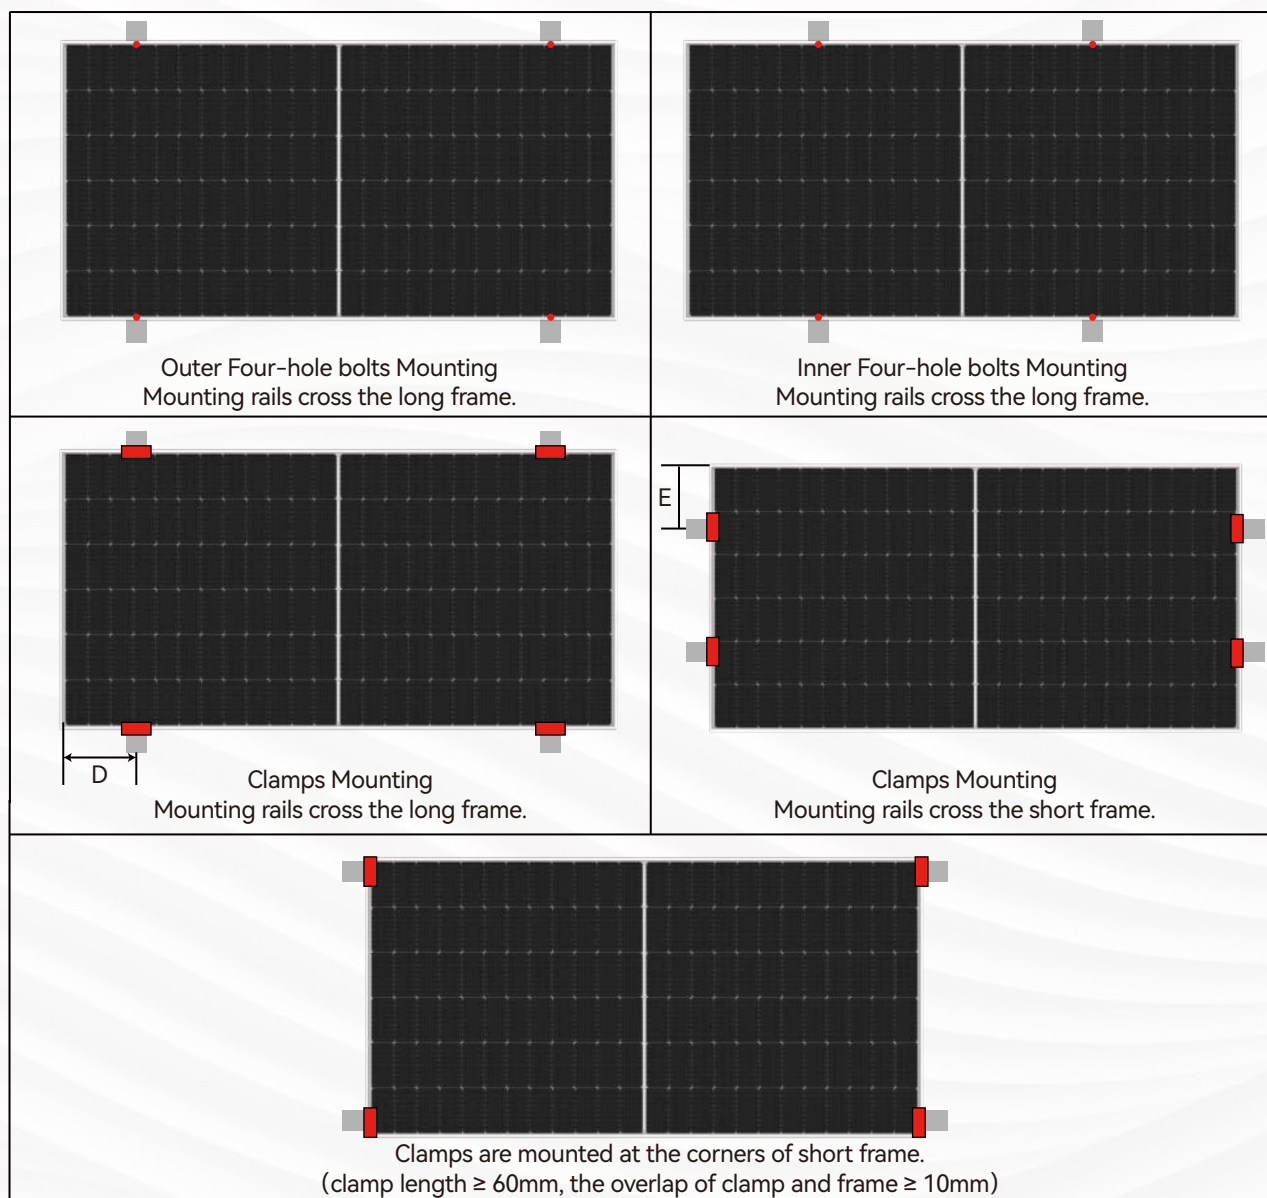 Outer Four-hole bolts Mounting
Mounting rails cross the long frame.
Inner Four-hole bolts Mounting
Mounting rails cross the long frame.
D
Clamps Mounting
Mounting rails cross the long frame.
E
Clamps Mounting
Mounting rails cross the short frame.
Clamps are mounted at the corners of short frame.
(clamp length ≥ 60mm, the overlap of clamp and frame ≥ 10mm)